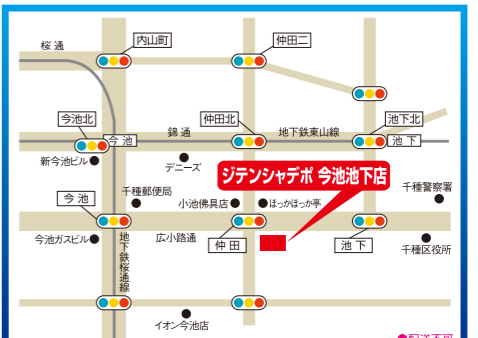 内山町
仲田二
桜通
今池北
仲田北
池下北
今池
錦通
地下鉄東山線
池下
新今池ビル
デニーズ
ジテンシャデポ 今池池下店
千種警察署
今池
千種郵便局
小池佛具店
ほっかほっか亭
今池ガスビル
地下鉄桜通線
広小路通
仲田
池下
千種区役所
イオン今池店
配送不可